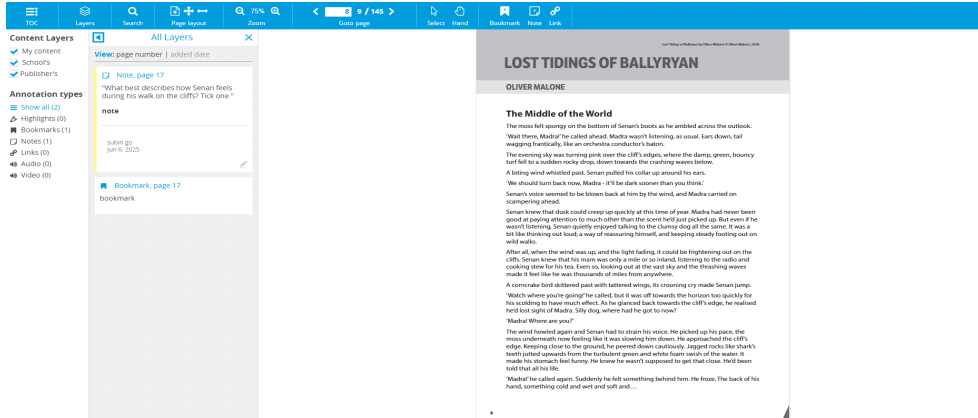 TOC
Layers
Search
Page layout
75%
Zoom
8 9 / 145
Goto page
Select Hand
Bookmark Note Link
Content Layers
My content
School's
Publisher's
Annotation types
Show all (2)
Highlights (0)
Bookmarks (1)
Notes (1)
Links (0)
Audio (0)
Video (0)
All Layers
View: page number | added date
Note, page 17
"What best describes how Senan feels
during his walk on the cliffs? Tick one."
note
subin go
Jun 6, 2025
Bookmark, page 17
bookmark
Lost Tidings of Ballyryan by Oliver Malone © Oliver Malone, 2024.
LOST TIDINGS OF BALLYRYAN
OLIVER MALONE
The Middle of the World
The moss felt spongy on the bottom of Senan's boots as he ambled across the outlook.
'Wait there, Madra!' he called ahead. Madra wasn't listening, as usual. Ears down, tail
wagging frantically, like an orchestra conductor's baton.
The evening sky was turning pink over the cliff's edges, where the damp, green, bouncy
turf fell to a sudden rocky drop, down towards the crashing waves below.
A biting wind whistled past. Senan pulled his collar up around his ears.
'We should turn back now, Madra - it'll be dark sooner than you think.'
Senan's voice seemed to be blown back at him by the wind, and Madra carried on
scampering ahead.
Senan knew that dusk could creep up quickly at this time of year. Madra had never been
good at paying attention to much other than the scent he'd just picked up. But even if he
wasn't listening, Senan quietly enjoyed talking to the clumsy dog all the same. It was a
bit like thinking out loud; a way of reassuring himself, and keeping steady footing out on
wild walks.
After all, when the wind was up, and the light fading, it could be frightening out on the
cliffs. Senan knew that his mam was only a mile or so inland, listening to the radio and
cooking stew for his tea. Even so, looking out at the vast sky and the thrashing waves
made it feel like he was thousands of miles from anywhere.
A corncrake bird skittered past with tattered wings, its crooning cry made Senan jump.
'Watch where you're going!' he called, but it was off towards the horizon too quickly for
his scolding to have much effect. As he glanced back towards the cliff's edge, he realised
he'd lost sight of Madra. Silly dog, where had he got to now?
'Madra! Where are you?'
The wind howled again and Senan had to strain his voice. He picked up his pace, the
moss underneath now feeling like it was slowing him down. He approached the cliff's
edge. Keeping close to the ground, he peered down cautiously. Jagged rocks like shark's
teeth jutted upwards from the turbulent green and white foam swish of the water. It
made his stomach feel funny. He knew he wasn't supposed to get that close. He'd been
told that all his life.
'Madra!' he called again. Suddenly he felt something behind him. He froze. The back of his
hand, something cold and wet and soft and…